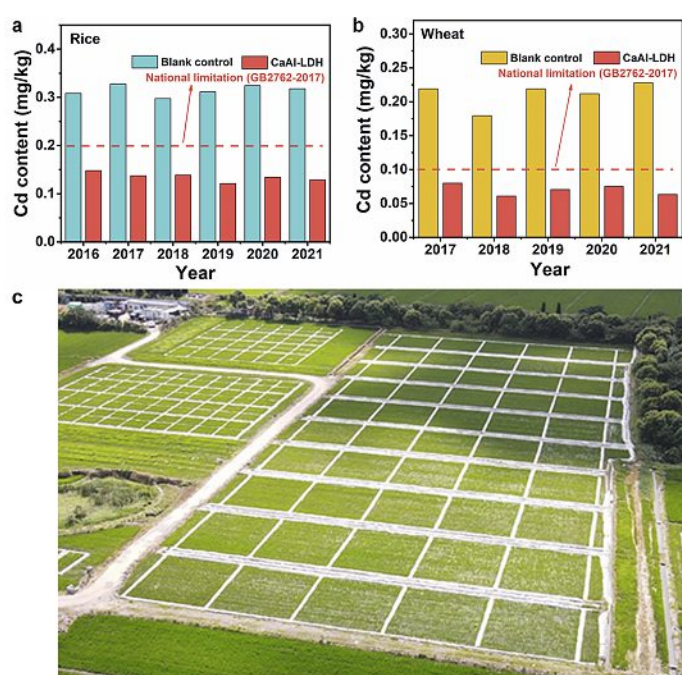 a
Rice
Blank control
CaAl-LDH
National limitation (GB2762-2017)
Cd content (mg/kg)
0.4
0.3
0.2
0.1
0.0
2016 2017 2018 2019 2020 2021
Year
b
Wheat
Blank control
CaAl-LDH
National limitation (GB2762-2017)
Cd content (mg/kg)
0.30
0.25
0.20
0.15
0.10
0.05
0.00
2017 2018 2019 2020 2021
Year
c